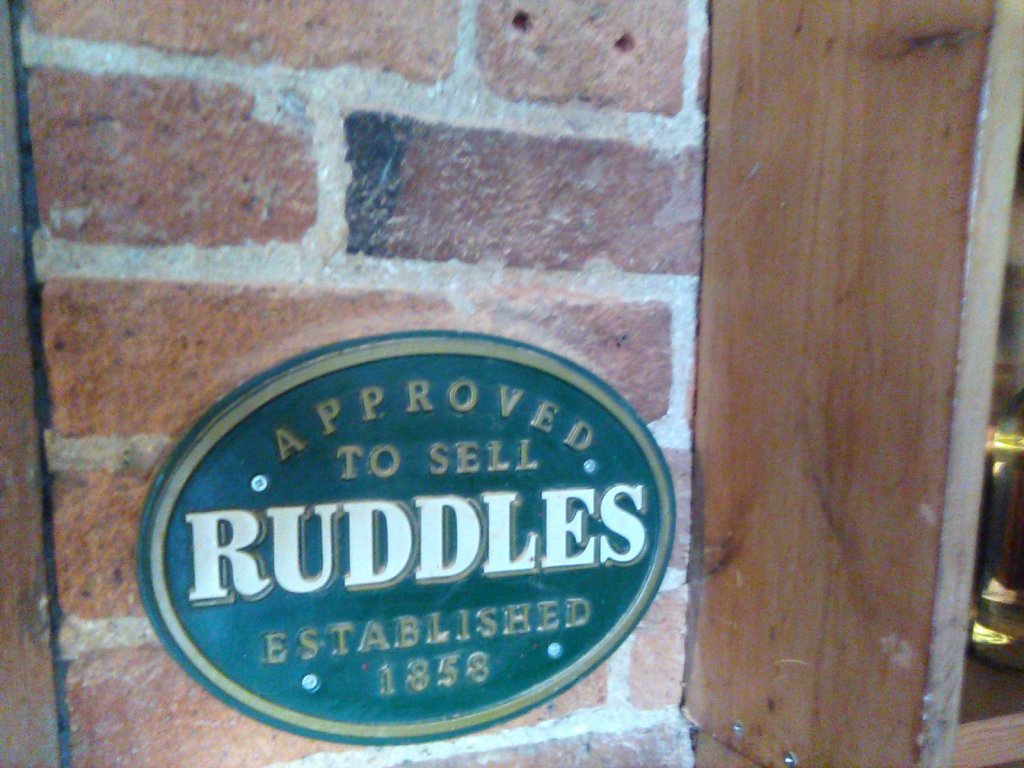 APPROVED
TO SELL
RUDDLES
ESTABLISHED
1858